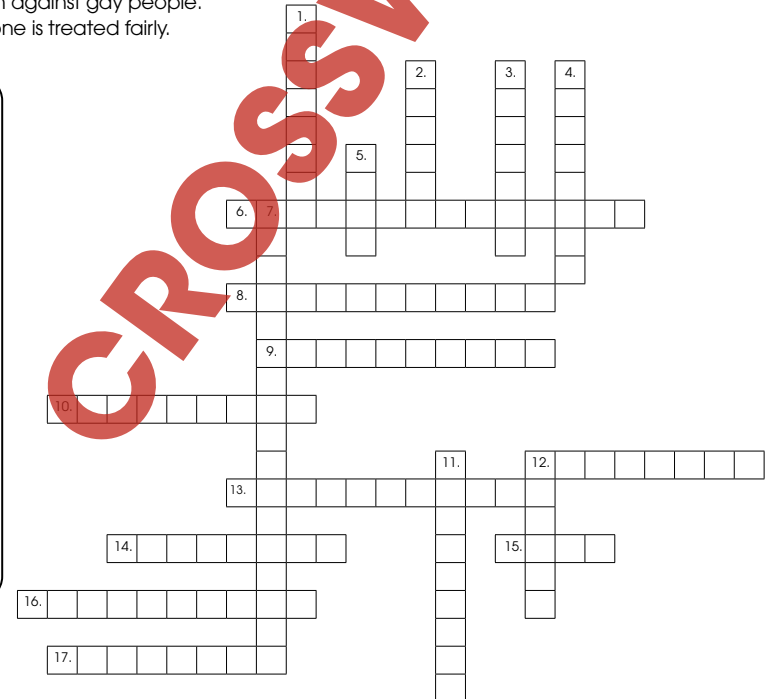 against gay people.
one is treated fairly.
CROSSW
1.
2. 3. 4.
5.
6. 7.
8.
9.
10.
11. 12.
13.
14. 15.
16.
17.